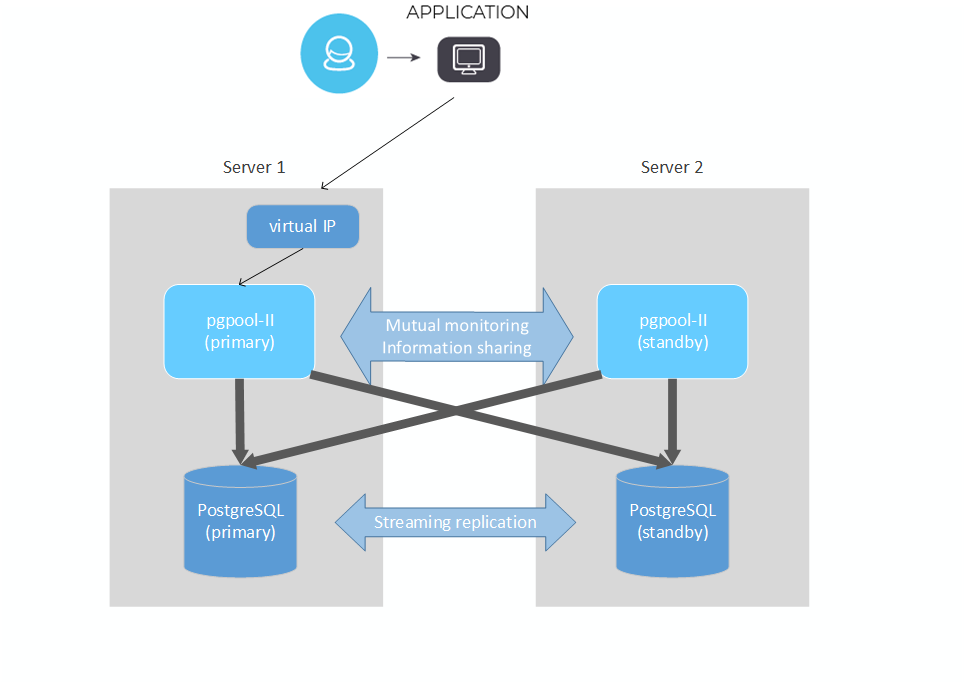 APPLICATION
Server 1
Server 2
virtual IP
pgpool-II
(primary)
Mutual monitoring
Information sharing
pgpool-II
(standby)
PostgreSQL
(primary)
Streaming replication
PostgreSQL
(standby)